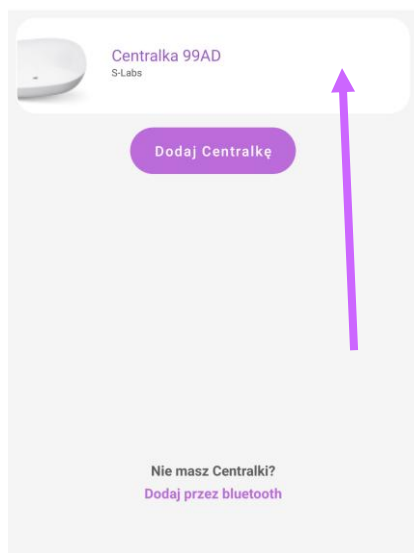 Centralka 99AD
S-Labs
Dodaj Centralkę
Nie masz Centralki?
Dodaj przez bluetooth